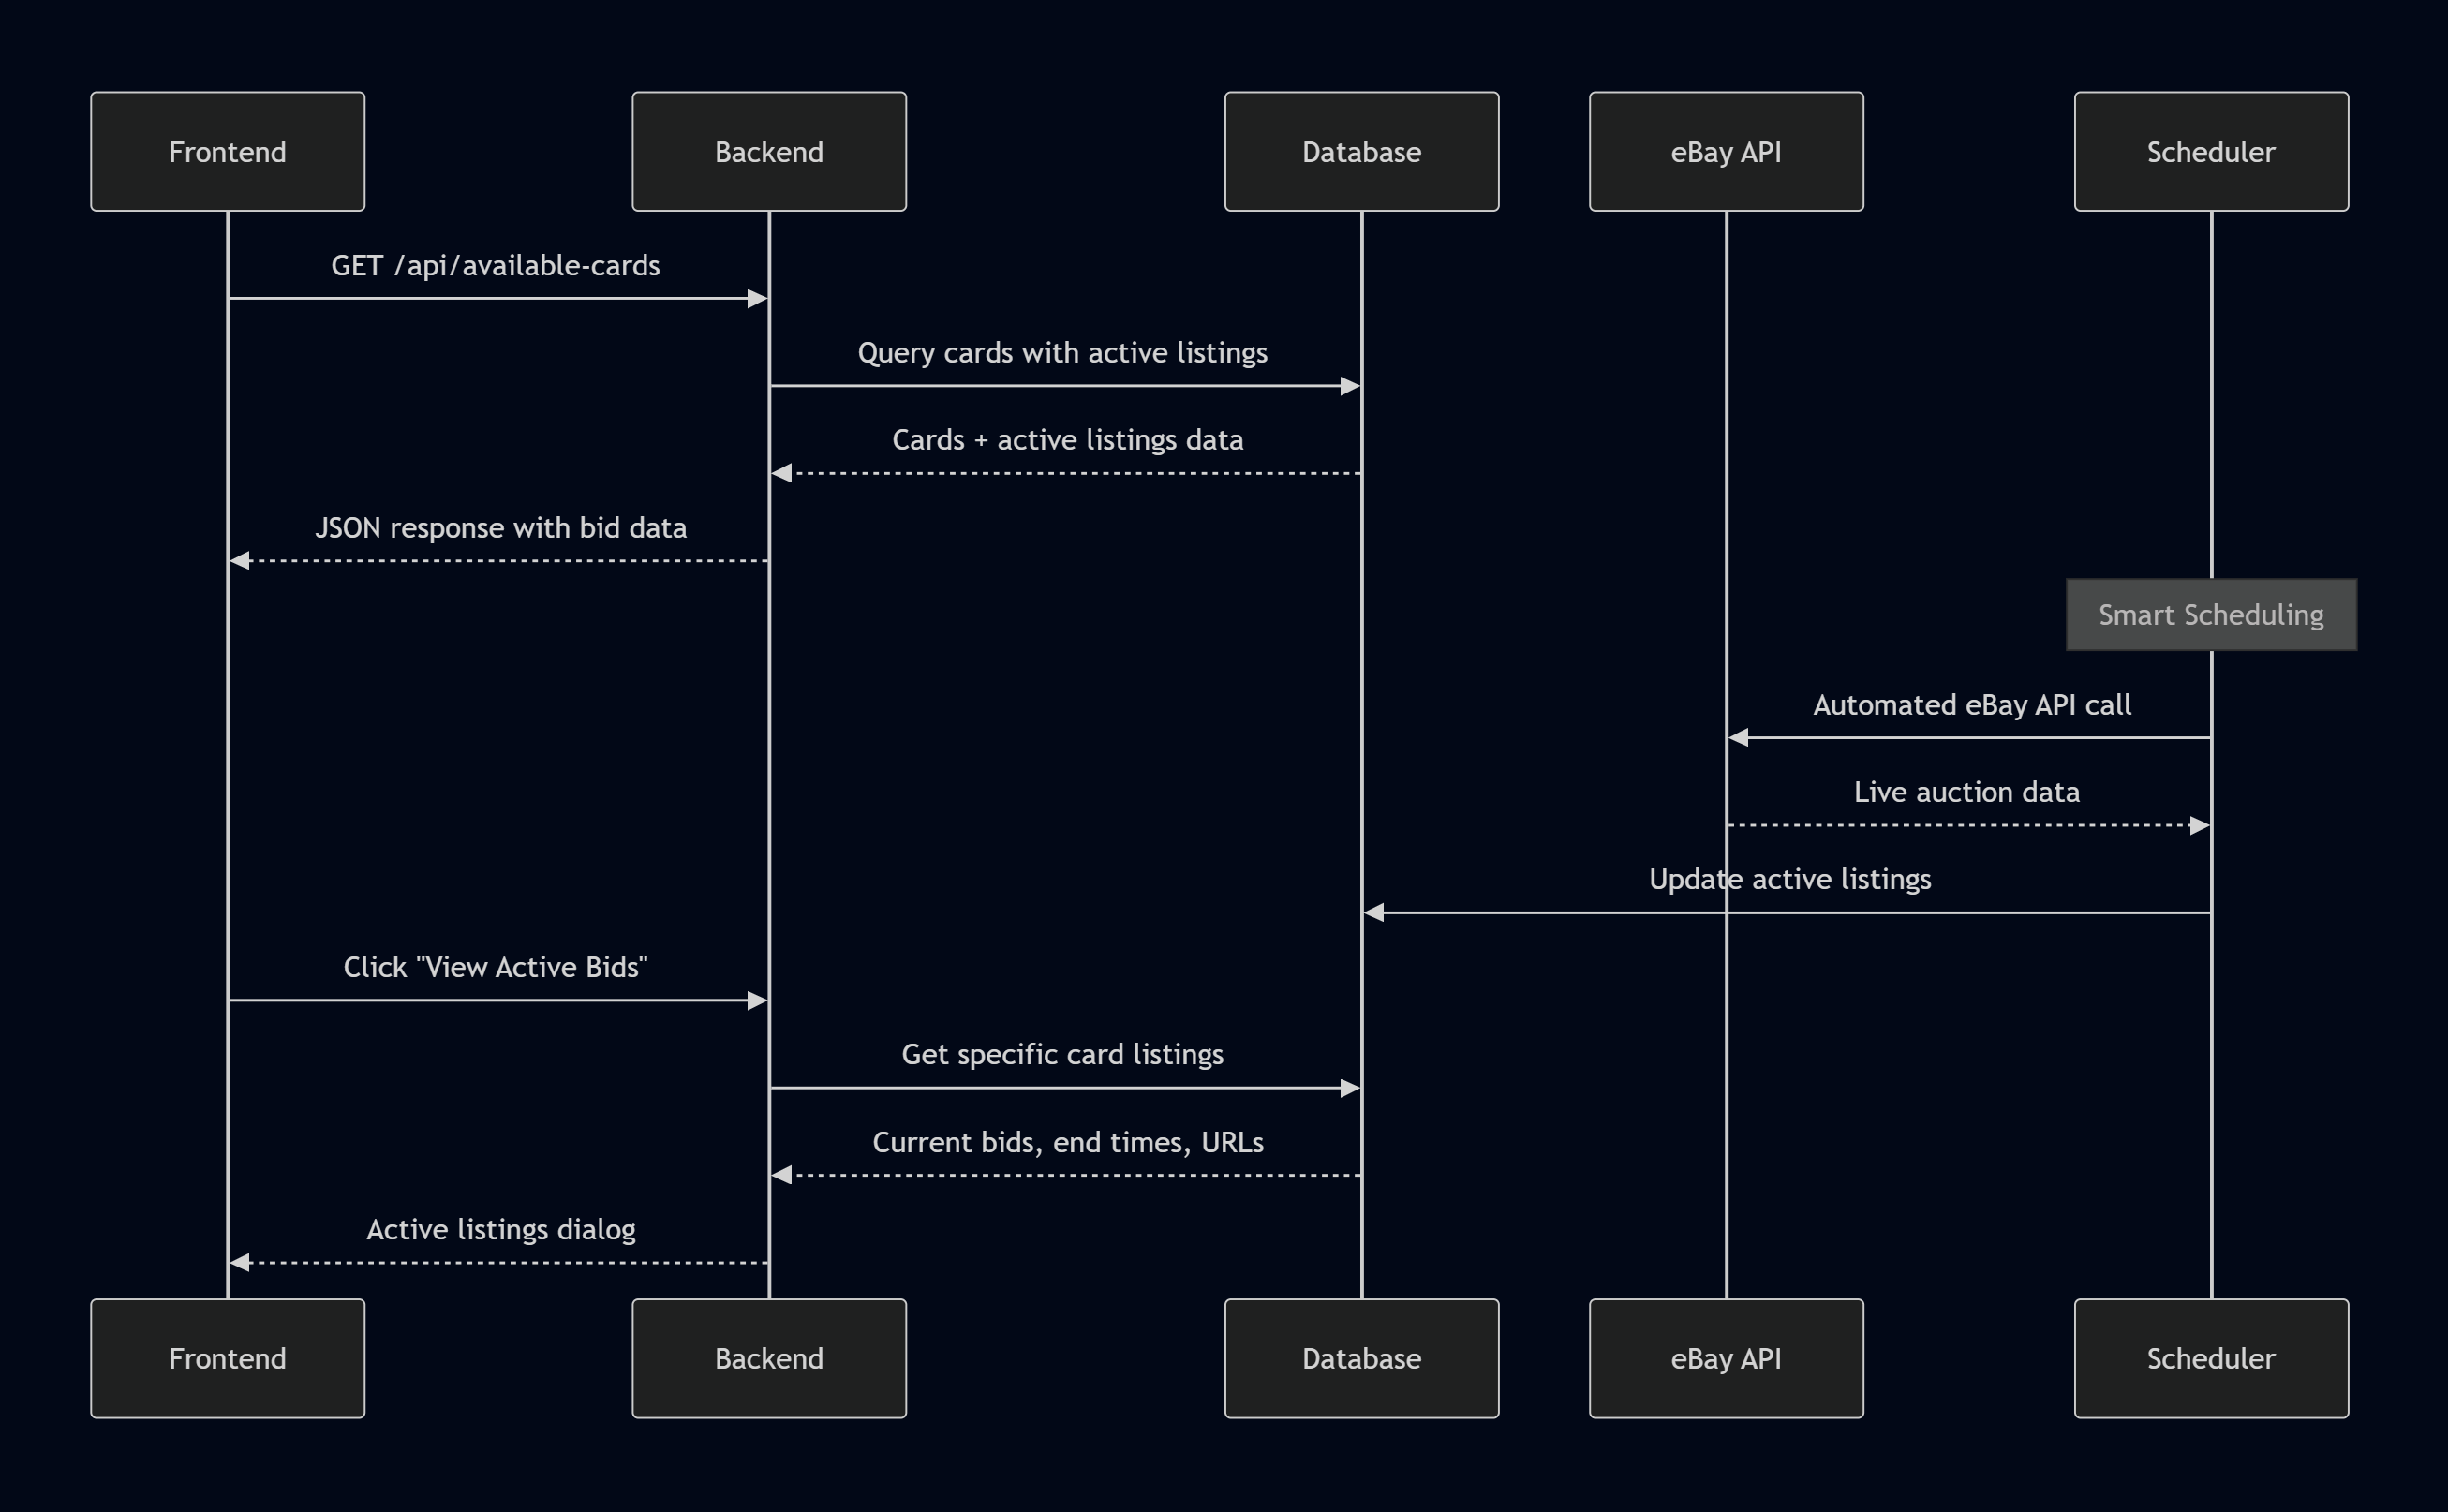 Frontend
Backend
Database
eBay API
Scheduler
GET /api/available-cards
Query cards with active listings
Cards + active listings data
JSON response with bid data
Smart Scheduling
Automated eBay API call
Live auction data
Update active listings
Click "View Active Bids"
Get specific card listings
Current bids, end times, URLs
Active listings dialog
Frontend
Backend
Database
eBay API
Scheduler